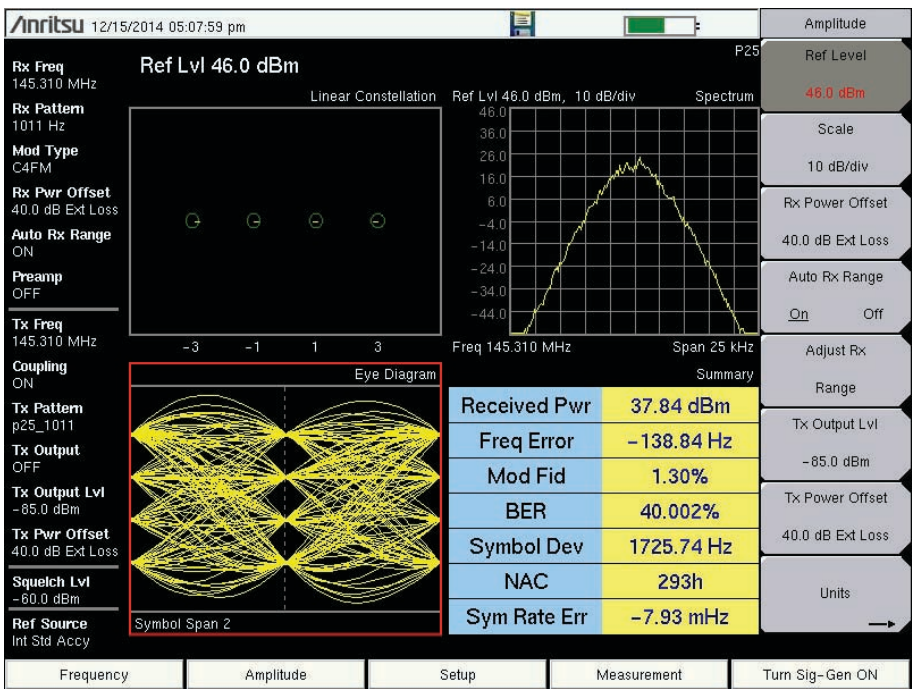 Anritsu 12/15/2014 05:07:59 pm
Rx Freq
145.310 MHz
Rx Pattern
1011 Hz
Mod Type
C4FM
Rx Pwr Offset
40.0 dB Ext Loss
Auto Rx Range
ON
Preamp
OFF
Tx Freq
145.310 MHz
Coupling
ON
Tx Pattern
p25_1011
Tx Output
OFF
Tx Output Lvl
-85.0 dBm
Tx Pwr Offset
40.0 dB Ext Loss
Squelch Lvl
-60.0 dBm
Ref Source
Int Std Accy
Ref Lvl 46.0 dBm
P25
Linear Constellation
-3 -1 1 3
Ref Lvl 46.0 dBm, 10 dB/div Spectrum
46.0
36.0
26.0
16.0
6.0
-4.0
-14.0
-24.0
-34.0
-44.0
Freq 145.310 MHz Span 25 kHz
Eye Diagram
Symbol Span 2
Summary
Received Pwr 37.84 dBm
Freq Error -138.84 Hz
Mod Fid 1.30%
BER 40.002%
Symbol Dev 1725.74 Hz
NAC 293h
Sym Rate Err -7.93 mHz
Amplitude
Ref Level
46.0 dBm
Scale
10 dB/div
Rx Power Offset
40.0 dB Ext Loss
Auto Rx Range
On Off
Adjust Rx
Range
Tx Output Lvl
-85.0 dBm
Tx Power Offset
40.0 dB Ext Loss
Units
Frequency Amplitude Setup Measurement Turn Sig-Gen ON